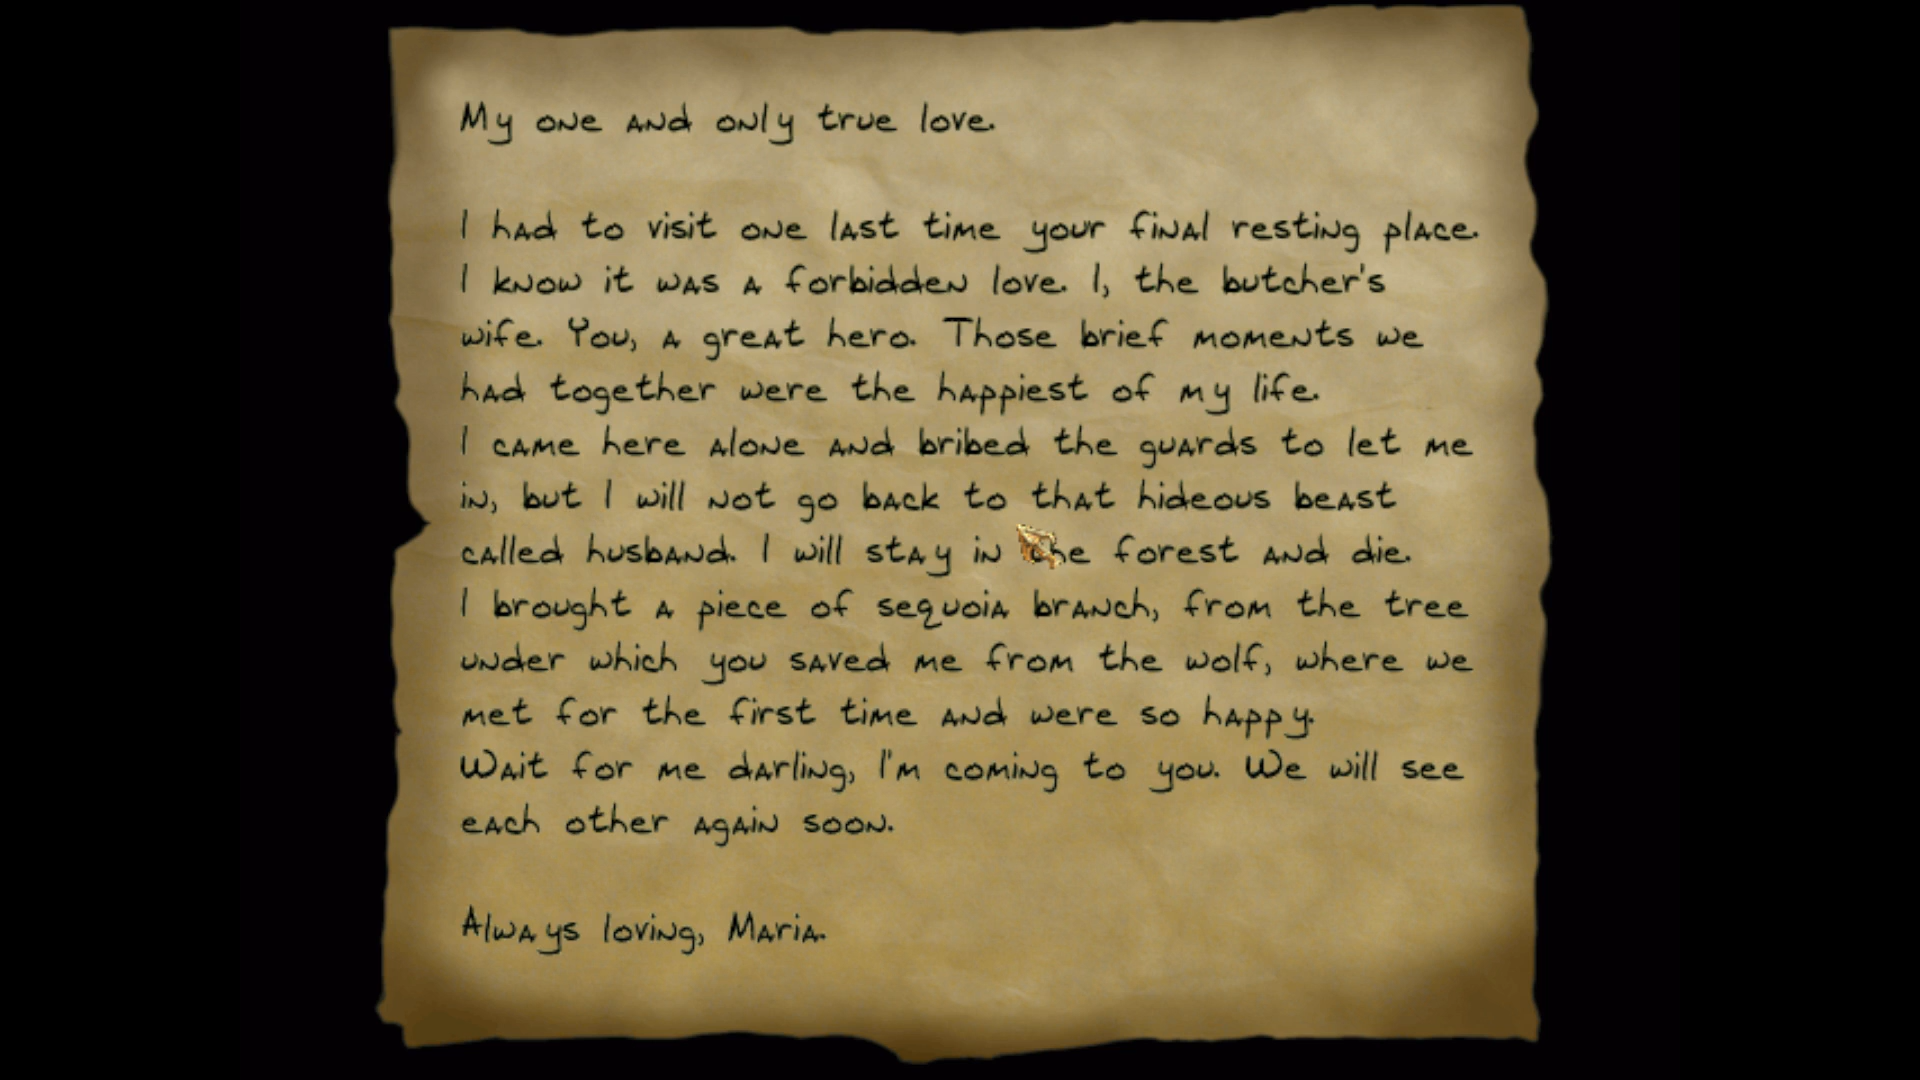 My one and only true love.
I had to visit one last time your final resting place.
I know it was a forbidden love. I, the butcher's
wife. You, a great hero. Those brief moments we
had together were the happiest of my life.
I came here alone and bribed the guards to let me
in, but I will not go back to that hideous beast
called husband. I will stay in the forest and die.
I brought a piece of sequoia branch, from the tree
under which you saved me from the wolf, where we
met for the first time and were so happy.
Wait for me darling, I'm coming to you. We will see
each other again soon.
Always loving, Maria.